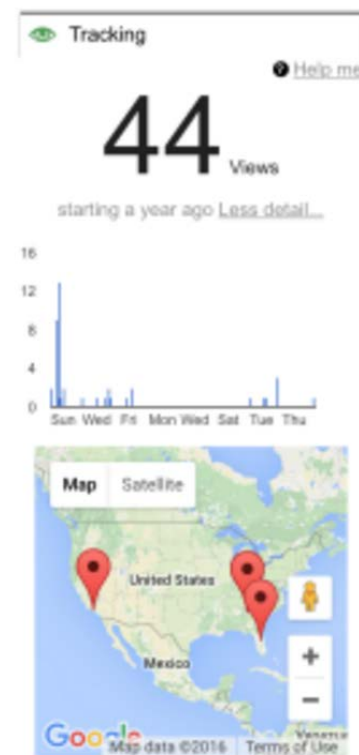 Tracking
Help me
44 Views
starting a year ago Less detail...
16
12
8
4
0
Sun Wed Fri Mon Wed Sat Tue Thu
Map Satellite
United States
Mexico
Google
Map data ©2016 Terms of Use